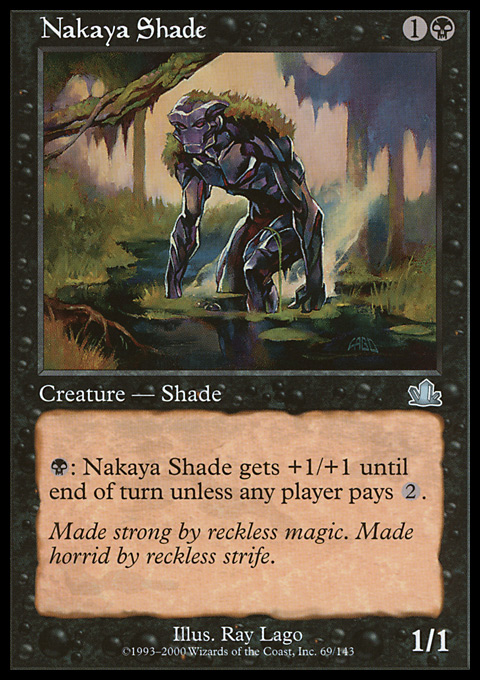 Nakaya Shade 1
LAGO
Creature — Shade
: Nakaya Shade gets +1/+1 until
end of turn unless any player pays 2.
Made strong by reckless magic. Made
horrid by reckless strife.
Illus. Ray Lago
©1993–2000 Wizards of the Coast, Inc. 69/143
1/1